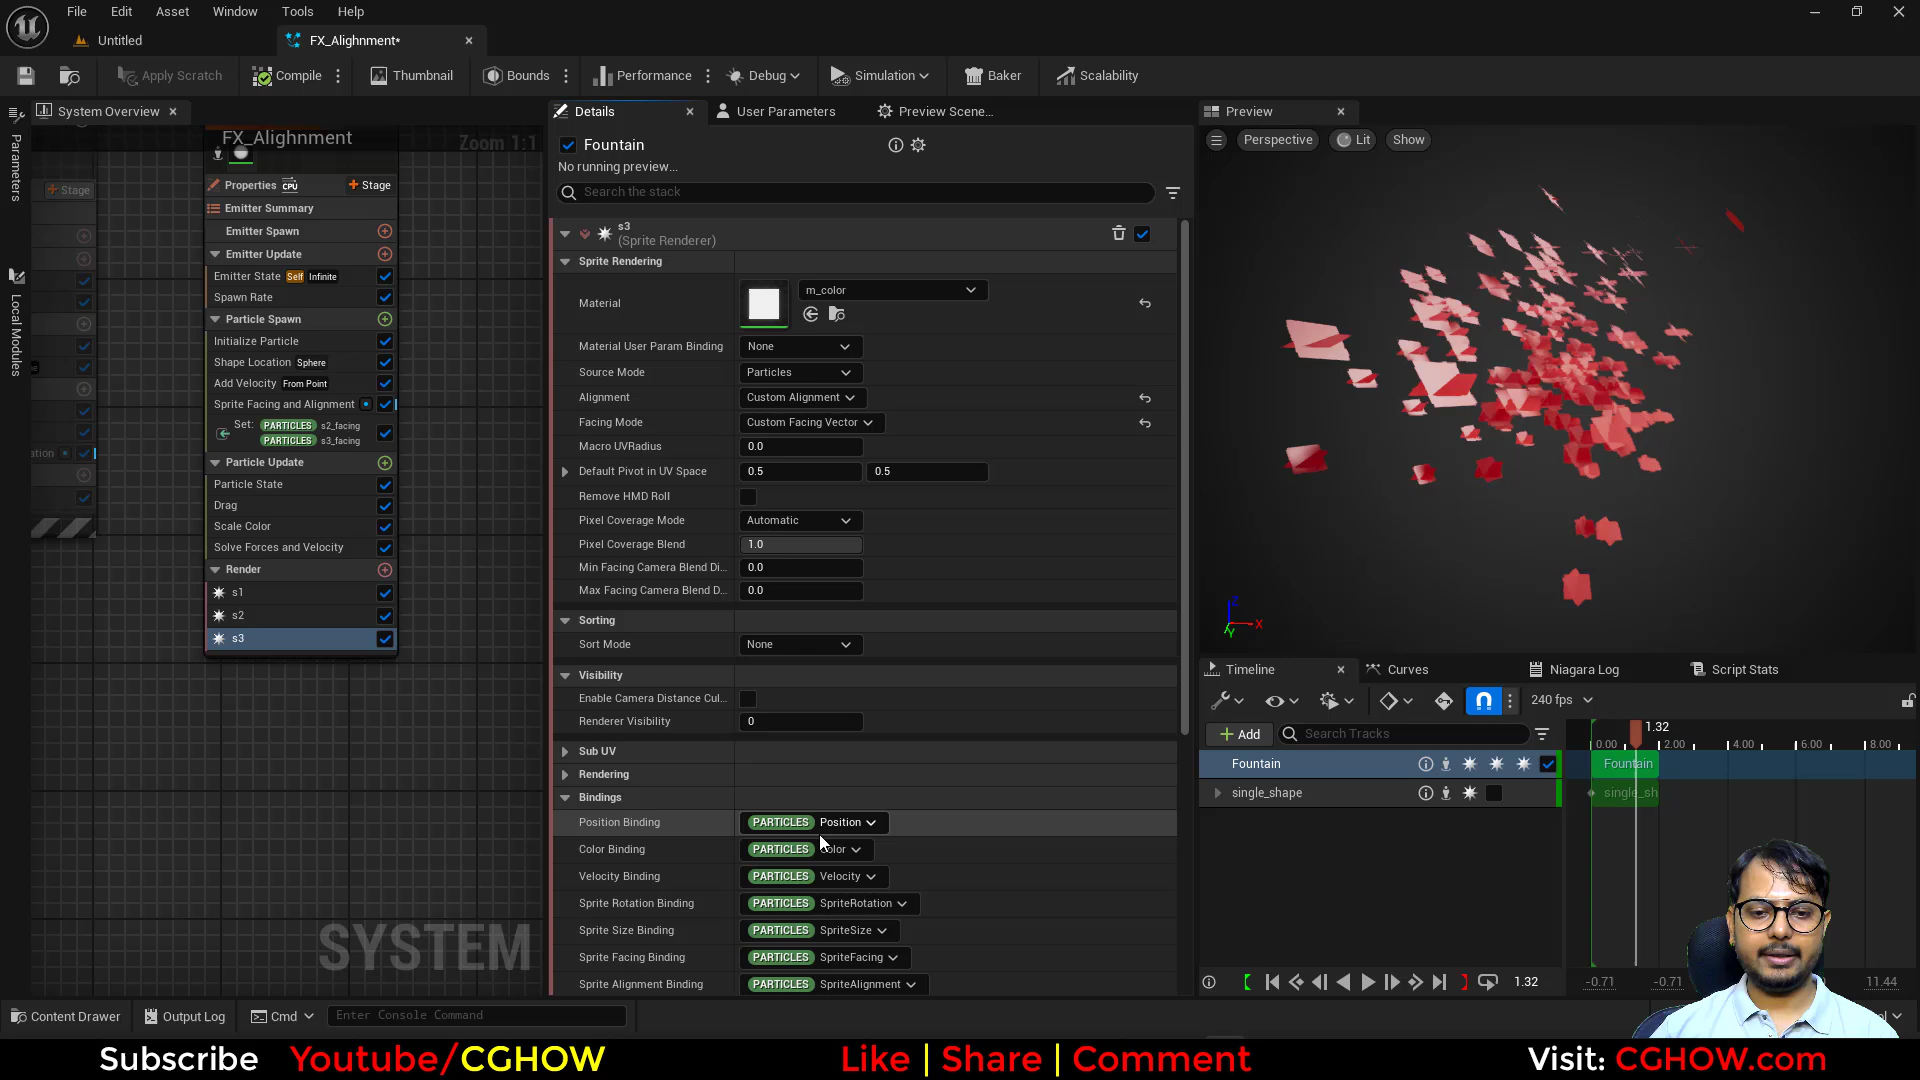 File Edit Asset Window Tools Help
Untitled
FX_Alighnment*
Apply Scratch
Compile
Thumbnail
Bounds
Performance
Debug
Simulation
Baker
Scalability
Parameters
Local Modules
System Overview
FX_Alighnment
Zoom 1:1
Stage
Properties CPU Stage
Emitter Summary
Emitter Spawn
Emitter Update
Emitter State Self Infinite
Spawn Rate
Particle Spawn
Initialize Particle
Shape Location Sphere
Add Velocity From Point
Sprite Facing and Alignment
Set: PARTICLES s2_facing
PARTICLES s3_facing
ation
Particle Update
Particle State
Drag
Scale Color
Solve Forces and Velocity
Render
s1
s2
s3
SYSTEM
Details
User Parameters
Preview Scene...
Fountain
No running preview...
Search the stack
s3
(Sprite Renderer)
Sprite Rendering
Material m_color
Material User Param Binding None
Source Mode Particles
Alignment Custom Alignment
Facing Mode Custom Facing Vector
Macro UVRadius 0.0
Default Pivot in UV Space 0.5 0.5
Remove HMD Roll
Pixel Coverage Mode Automatic
Pixel Coverage Blend 1.0
Min Facing Camera Blend Di... 0.0
Max Facing Camera Blend D... 0.0
Sorting
Sort Mode None
Visibility
Enable Camera Distance Cul...
Renderer Visibility 0
Sub UV
Rendering
Bindings
Position Binding PARTICLES Position
Color Binding PARTICLES olor
Velocity Binding PARTICLES Velocity
Sprite Rotation Binding PARTICLES SpriteRotation
Sprite Size Binding PARTICLES SpriteSize
Sprite Facing Binding PARTICLES SpriteFacing
Sprite Alignment Binding PARTICLES SpriteAlignment
Preview
Perspective Lit Show
Z
X
Y
Timeline
Curves
Niagara Log
Script Stats
240 fps
Add
Search Tracks
1.32
0.00 2.00 4.00 6.00 8.00
Fountain
Fountain
single_shape
single_sh
1.32
-0.71 -0.71 11.44
Content Drawer
Output Log
Cmd
Enter Console Command
Subscribe Youtube/CGHOW
Like | Share | Comment
Visit: CGHOW.com